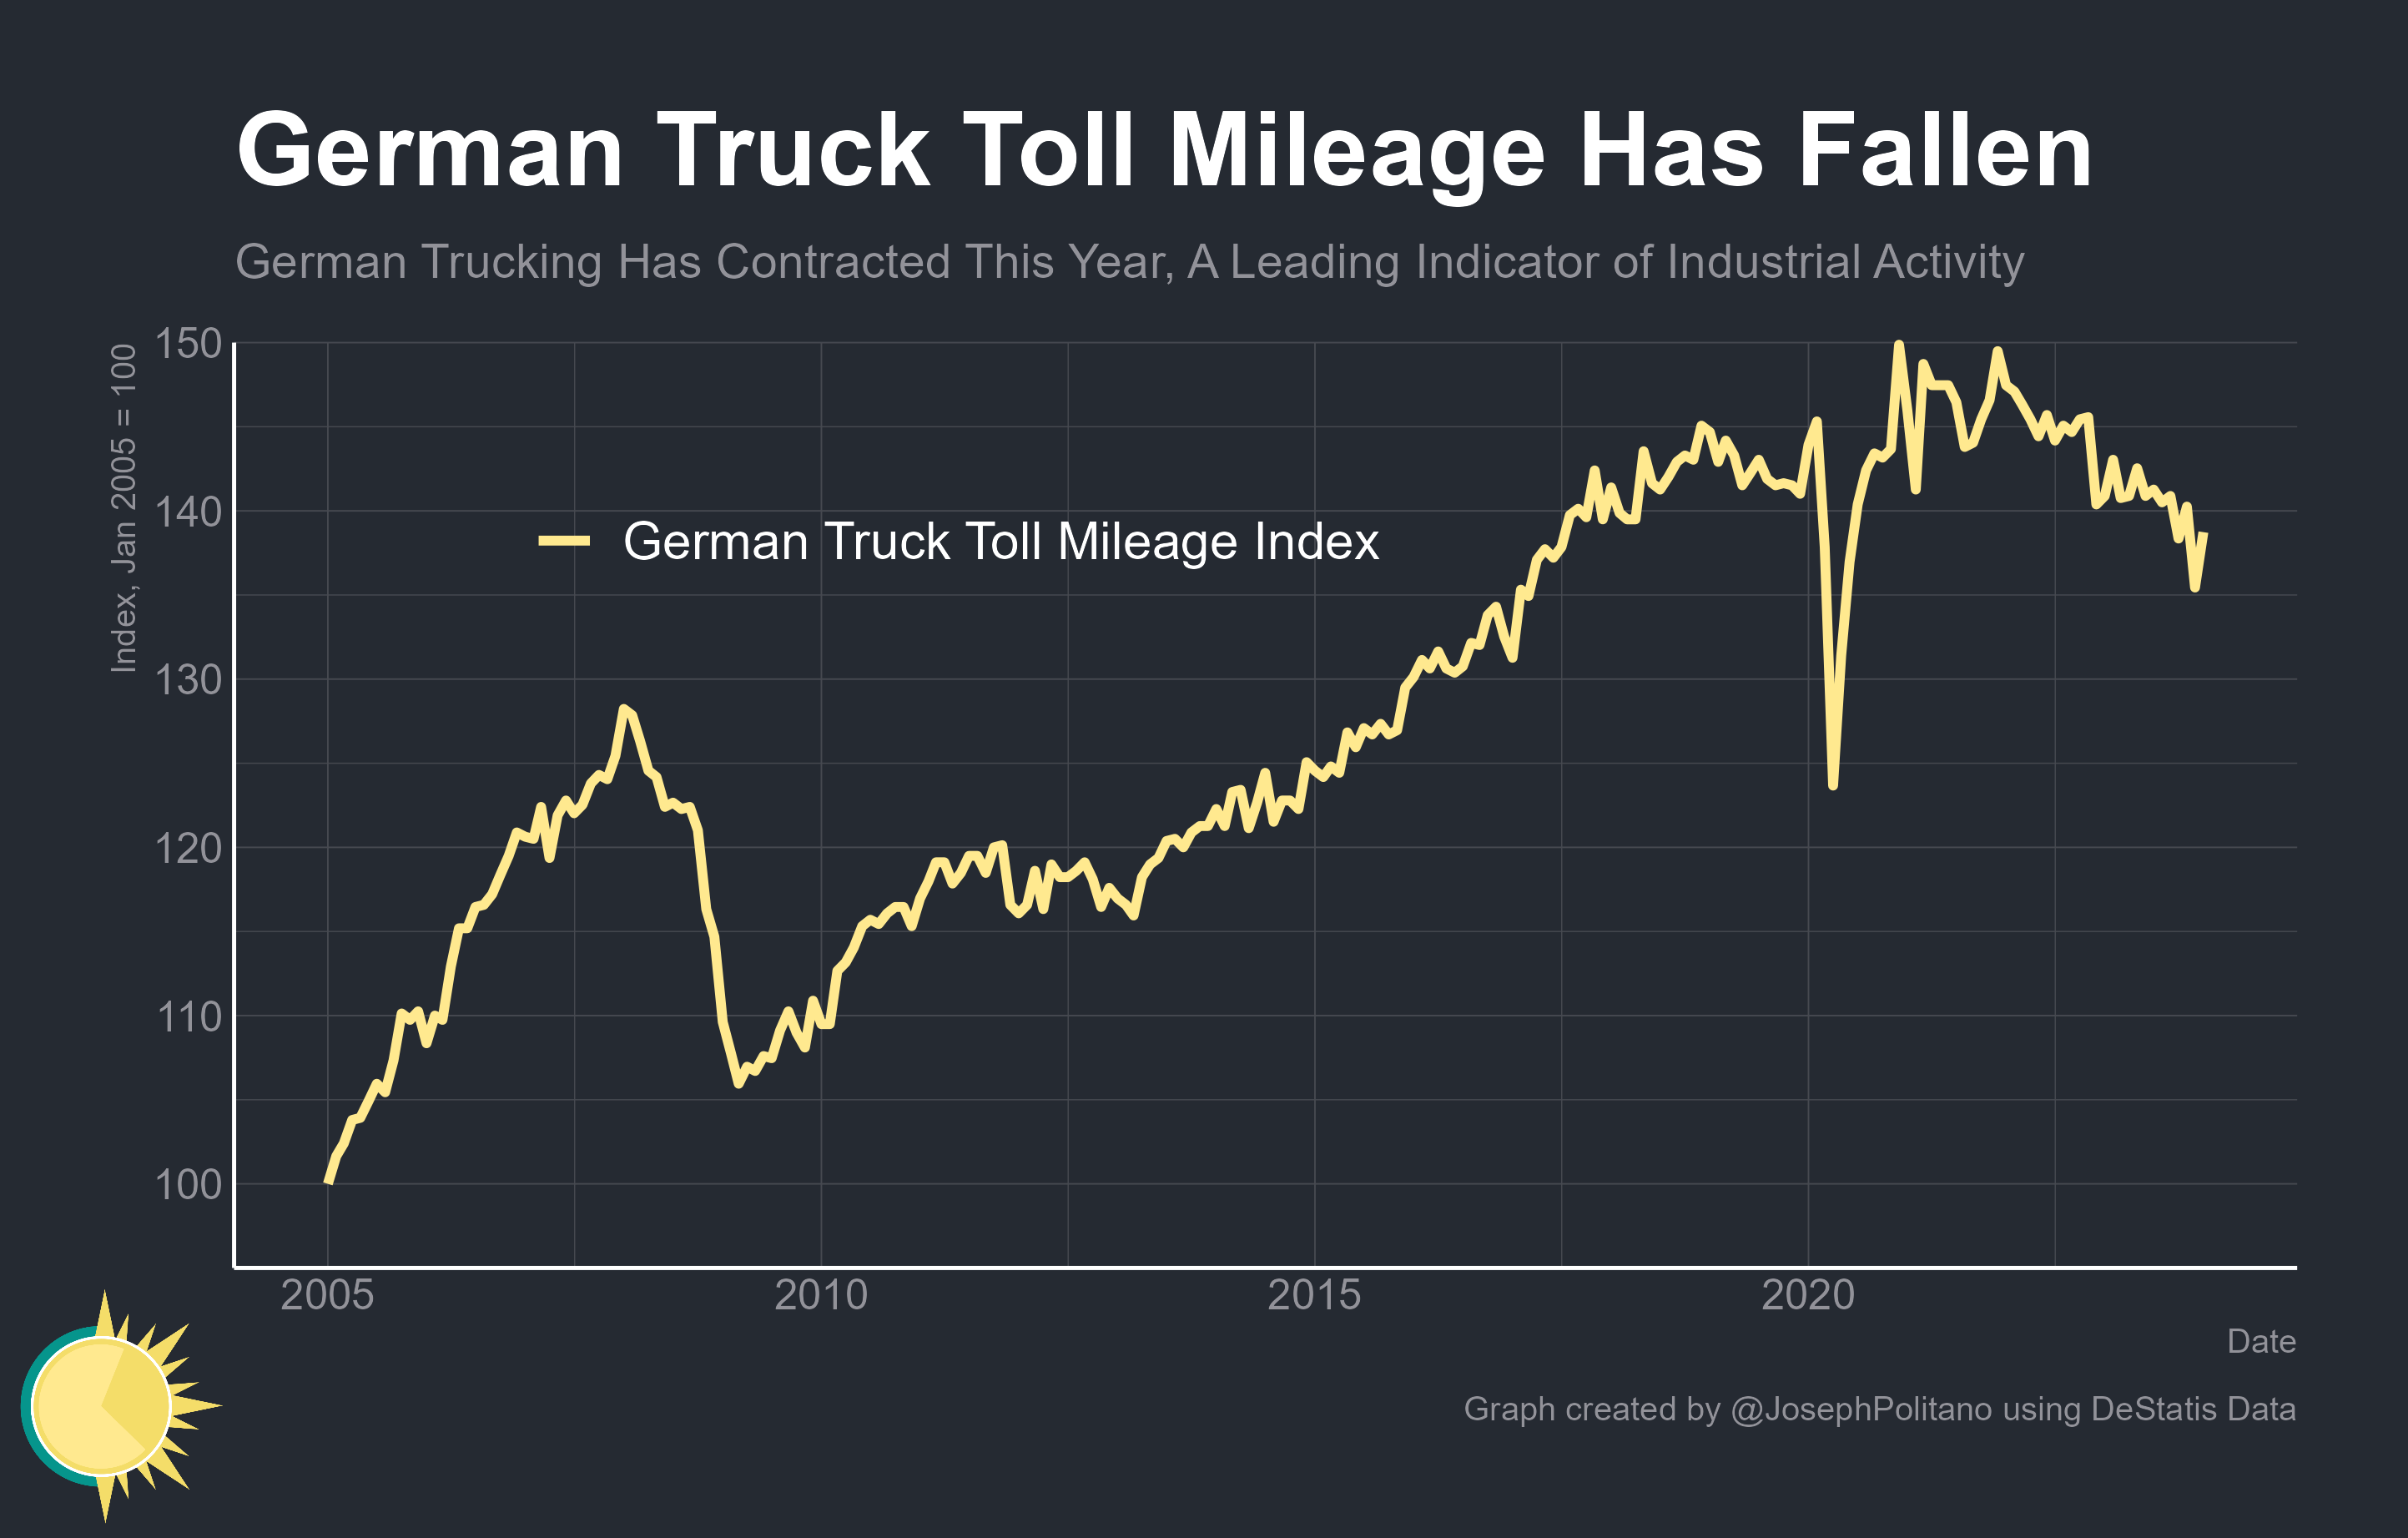 German Truck Toll Mileage Has Fallen
German Trucking Has Contracted This Year, A Leading Indicator of Industrial Activity
Index, Jan 2005 = 100
150
140
130
120
110
100
German Truck Toll Mileage Index
2005
2010
2015
2020
Date
Graph created by @JosephPolitano using DeStatis Data